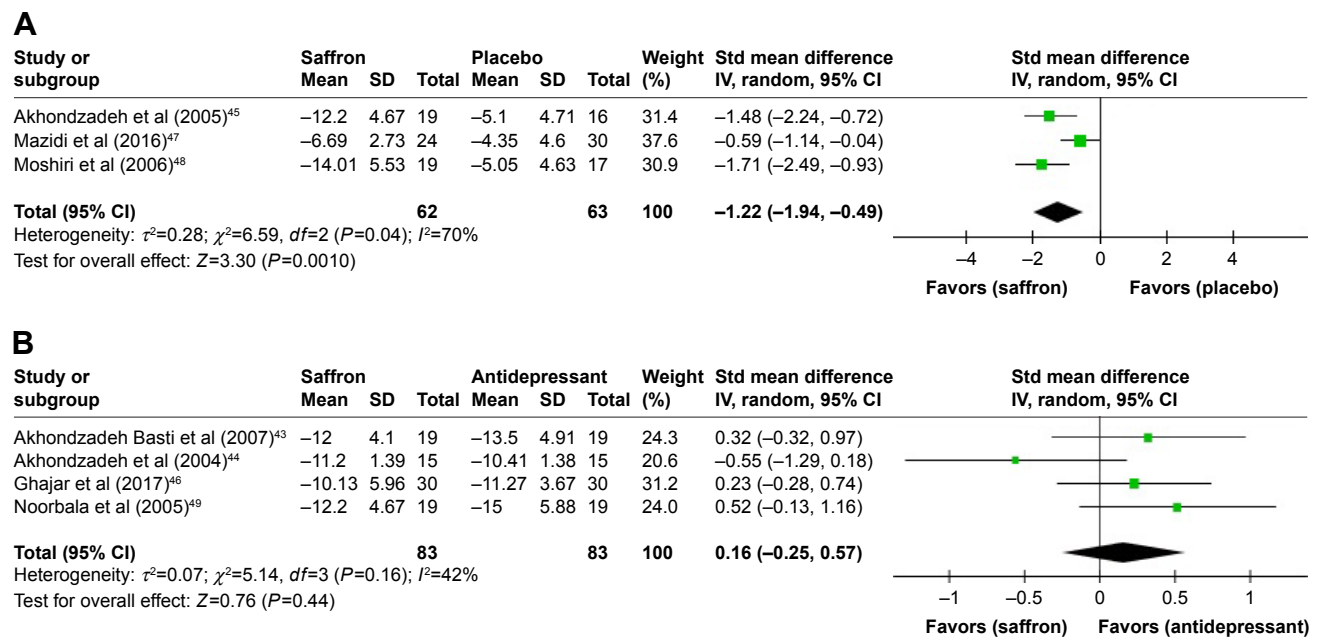 A
Study or Saffron Placebo Weight Std mean difference Std mean difference
subgroup Mean SD Total Mean SD Total (%) IV, random, 95% CI IV, random, 95% CI
Akhondzadeh et al (2005)⁴⁵ –12.2 4.67 19 –5.1 4.71 16 31.4 –1.48 (–2.24, –0.72)
Mazidi et al (2016)⁴⁷ –6.69 2.73 24 –4.35 4.6 30 37.6 –0.59 (–1.14, –0.04)
Moshiri et al (2006)⁴⁸ –14.01 5.53 19 –5.05 4.63 17 30.9 –1.71 (–2.49, –0.93)
Total (95% CI) 62 63 100 –1.22 (–1.94, –0.49)
Heterogeneity: τ²=0.28; χ²=6.59, df=2 (P=0.04); I²=70%
Test for overall effect: Z=3.30 (P=0.0010)
–4 –2 0 2 4
Favors (saffron) Favors (placebo)
B
Study or Saffron Antidepressant Weight Std mean difference Std mean difference
subgroup Mean SD Total Mean SD Total (%) IV, random, 95% CI IV, random, 95% CI
Akhondzadeh Basti et al (2007)⁴³ –12 4.1 19 –13.5 4.91 19 24.3 0.32 (–0.32, 0.97)
Akhondzadeh et al (2004)⁴⁴ –11.2 1.39 15 –10.41 1.38 15 20.6 –0.55 (–1.29, 0.18)
Ghajar et al (2017)⁴⁶ –10.13 5.96 30 –11.27 3.67 30 31.2 0.23 (–0.28, 0.74)
Noorbala et al (2005)⁴⁹ –12.2 4.67 19 –15 5.88 19 24.0 0.52 (–0.13, 1.16)
Total (95% CI) 83 83 100 0.16 (–0.25, 0.57)
Heterogeneity: τ²=0.07; χ²=5.14, df=3 (P=0.16); I²=42%
Test for overall effect: Z=0.76 (P=0.44)
–1 –0.5 0 0.5 1
Favors (saffron) Favors (antidepressant)